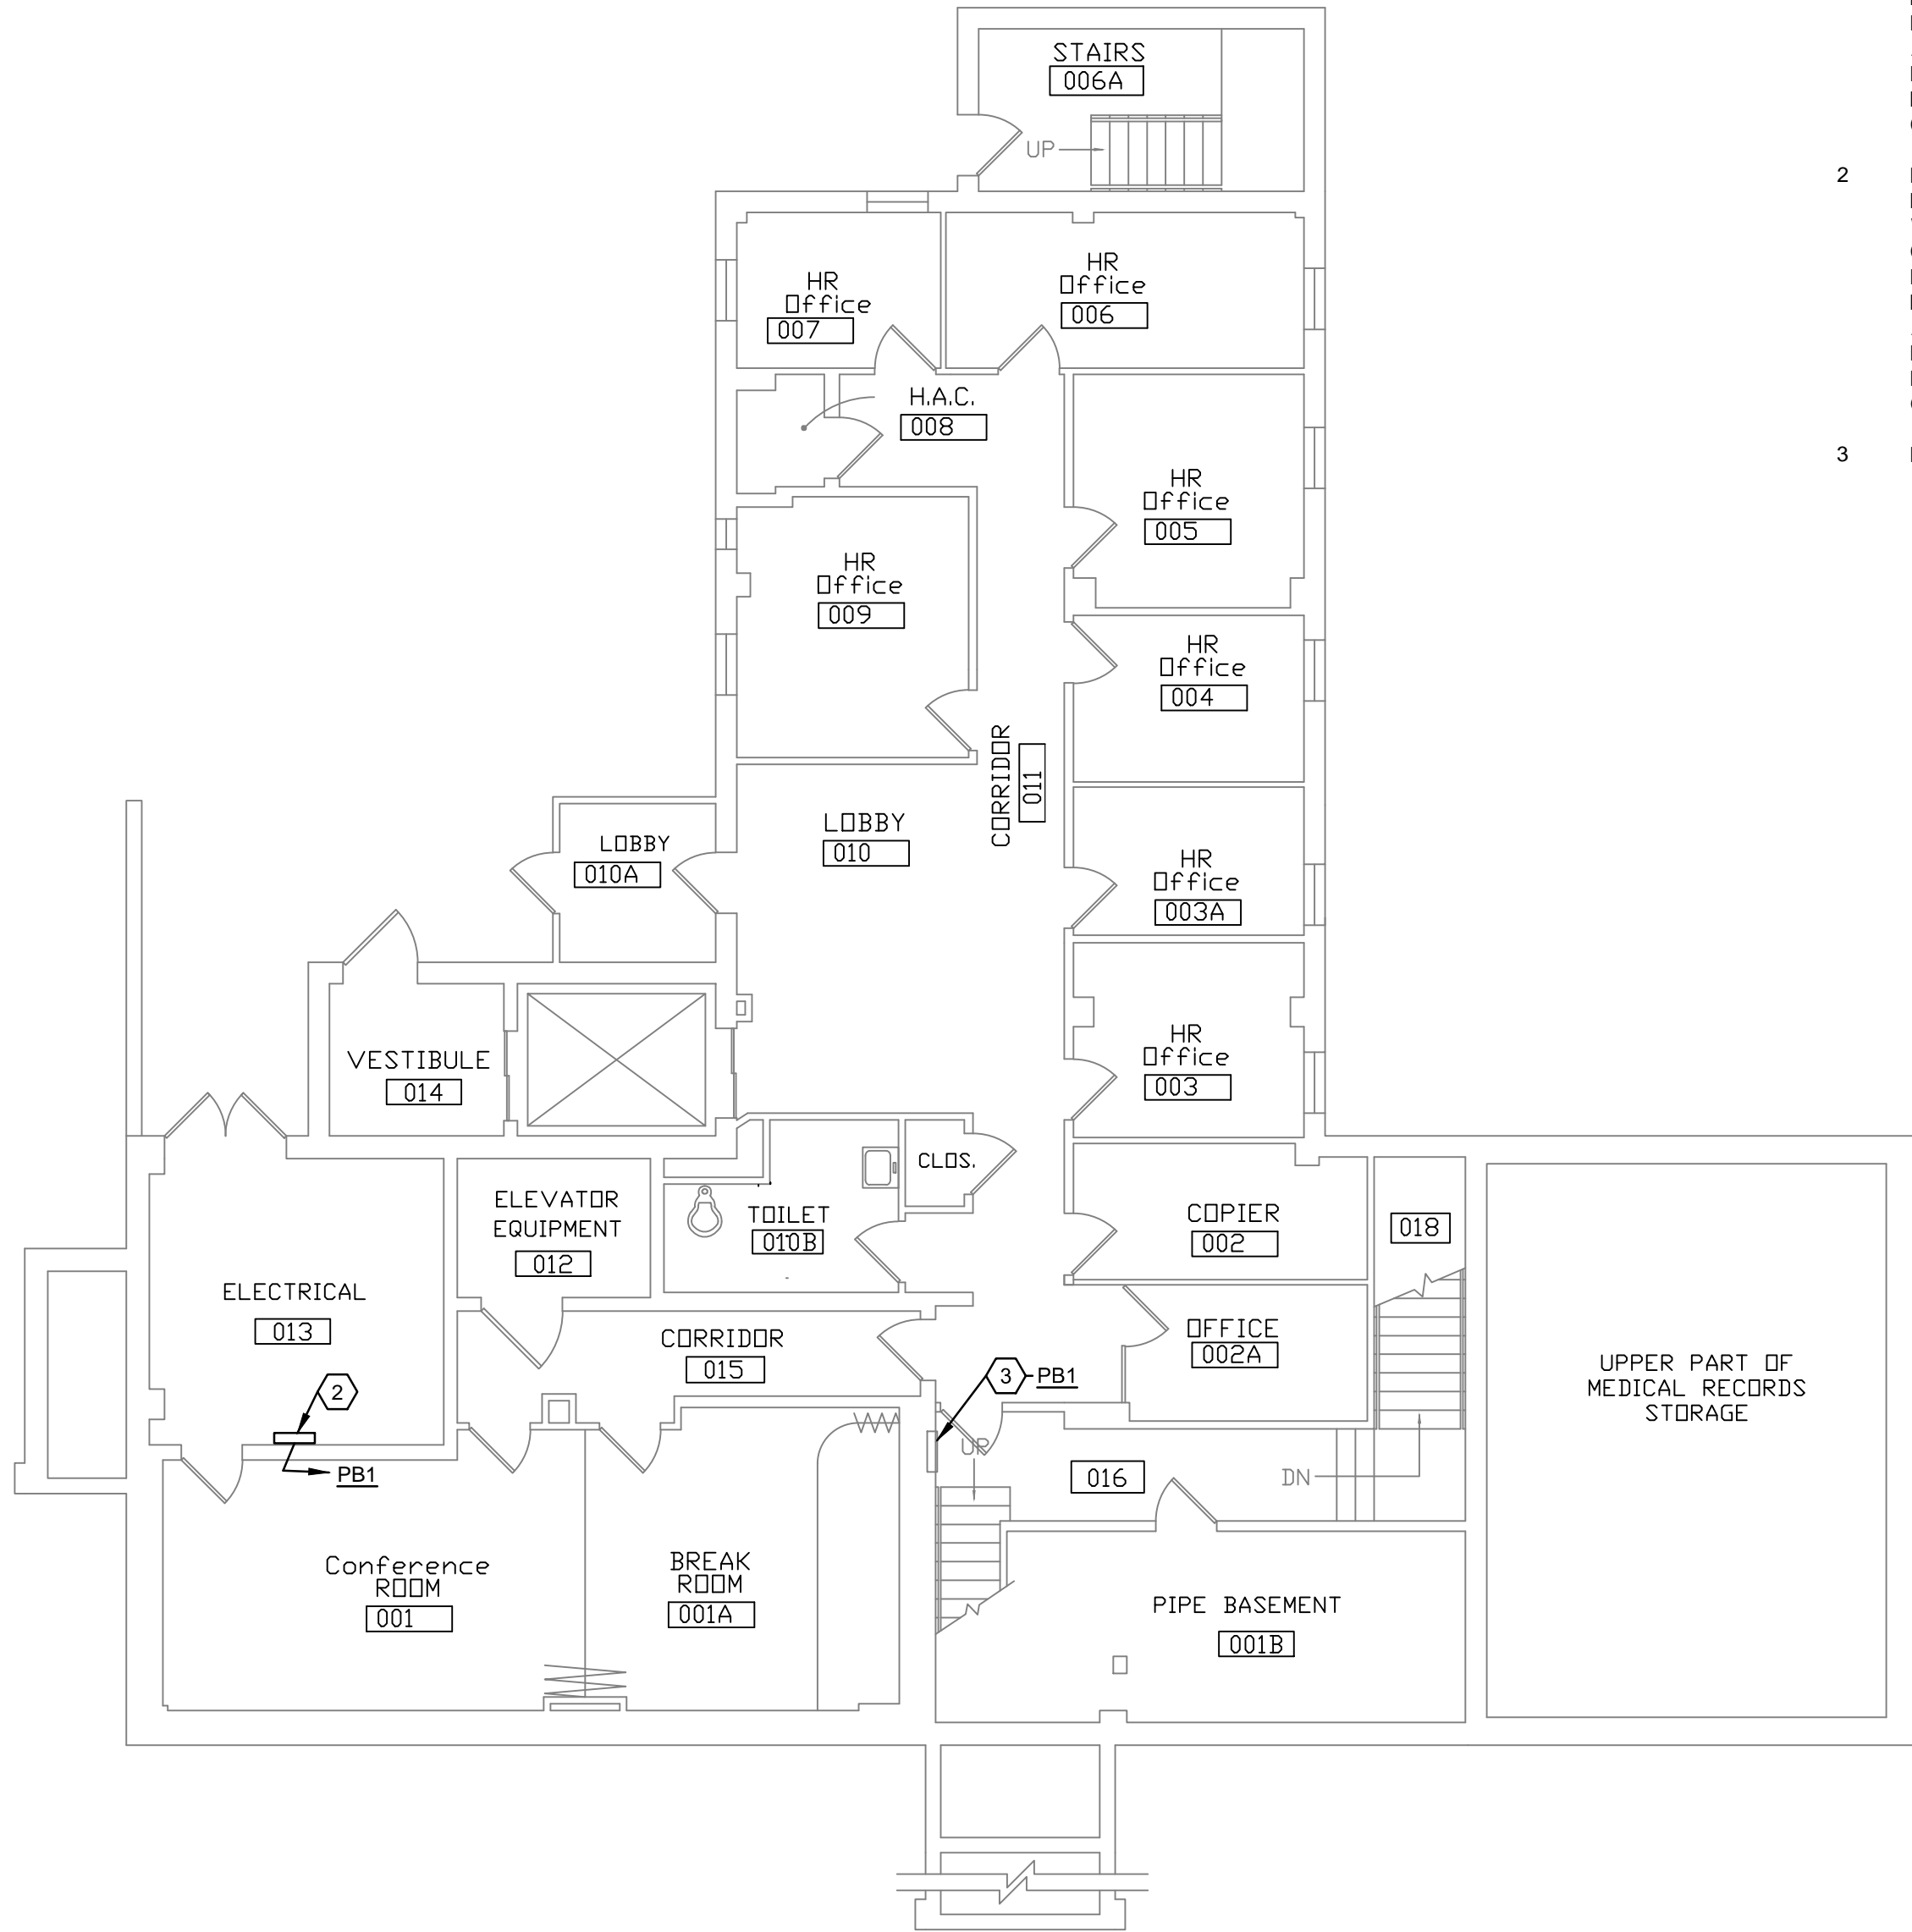 STAIRS
006A
UP
2
HR
Office
007
HR
Office
006
H.A.C.
008
3
HR
Office
005
HR
Office
009
HR
Office
004
CORRIDOR
011
LOBBY
010
LOBBY
010A
HR
Office
003A
VESTIBULE
014
HR
Office
003
CLOS.
ELEVATOR
EQUIPMENT
012
TOILET
010B
COPIER
002
018
ELECTRICAL
013
CORRIDOR
015
OFFICE
002A
UPPER PART OF
MEDICAL RECORDS
STORAGE
2
3
PB1
PB1
UP
016
DN
Conference
ROOM
001
BREAK
ROOM
001A
PIPE BASEMENT
001B